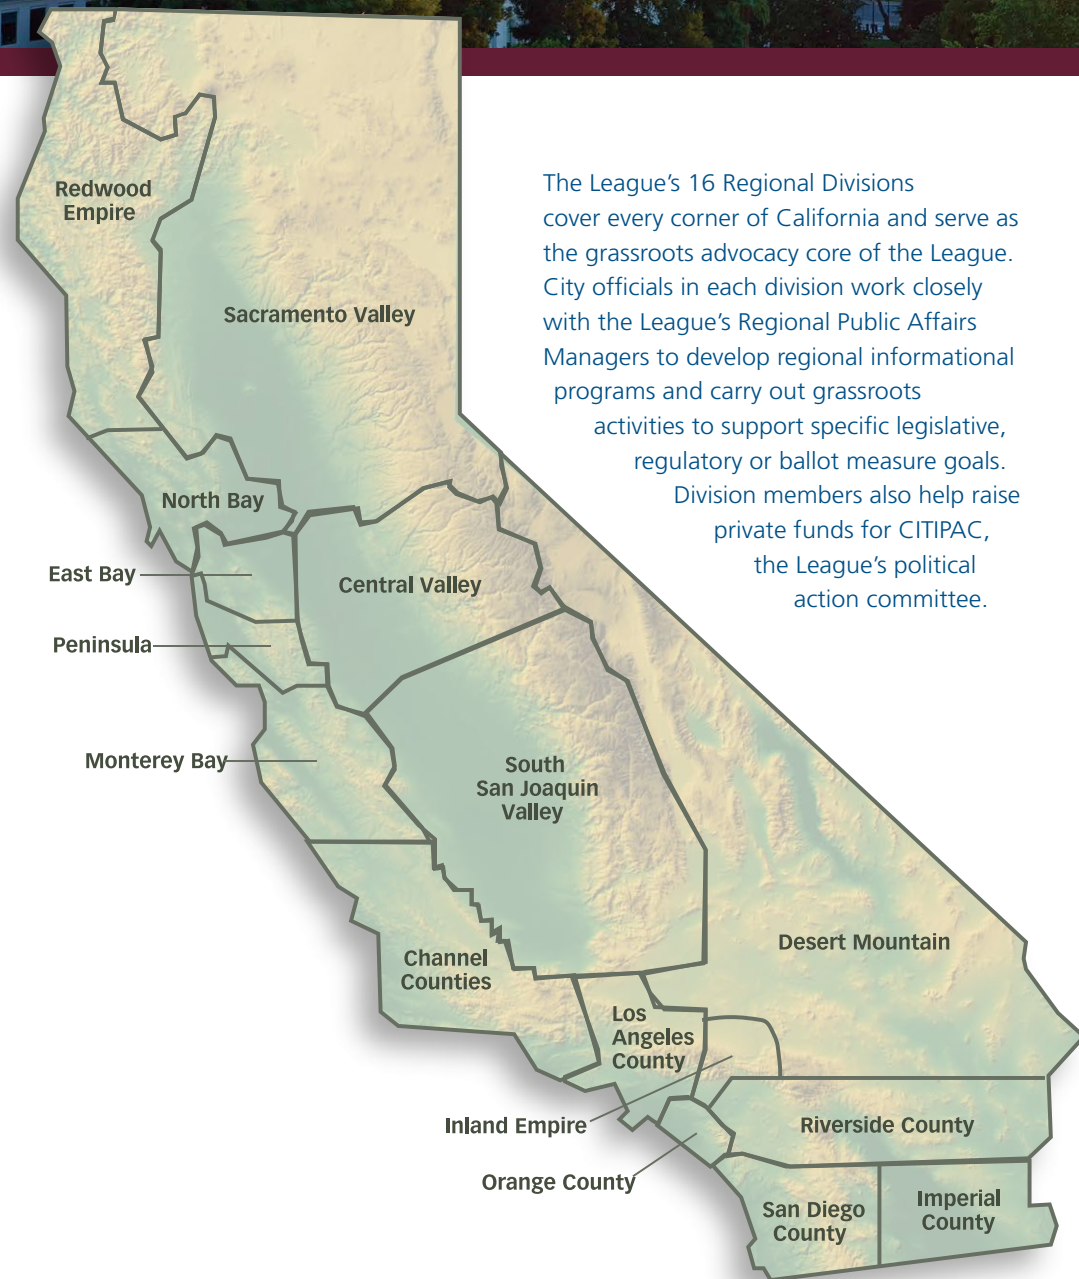 Redwood
Empire
The League's 16 Regional Divisions
cover every corner of California and serve as
the grassroots advocacy core of the League.
City officials in each division work closely
with the League's Regional Public Affairs
Managers to develop regional informational
programs and carry out grassroots
activities to support specific legislative,
regulatory or ballot measure goals.
Division members also help raise
private funds for CITIPAC,
the League's political
action committee.
Sacramento Valley
North Bay
East Bay
Central Valley
Peninsula
Monterey Bay
South
San Joaquin
Valley
Desert Mountain
Channel
Counties
Los
Angeles
County
Inland Empire
Riverside County
Orange County
San Diego
County
Imperial
County